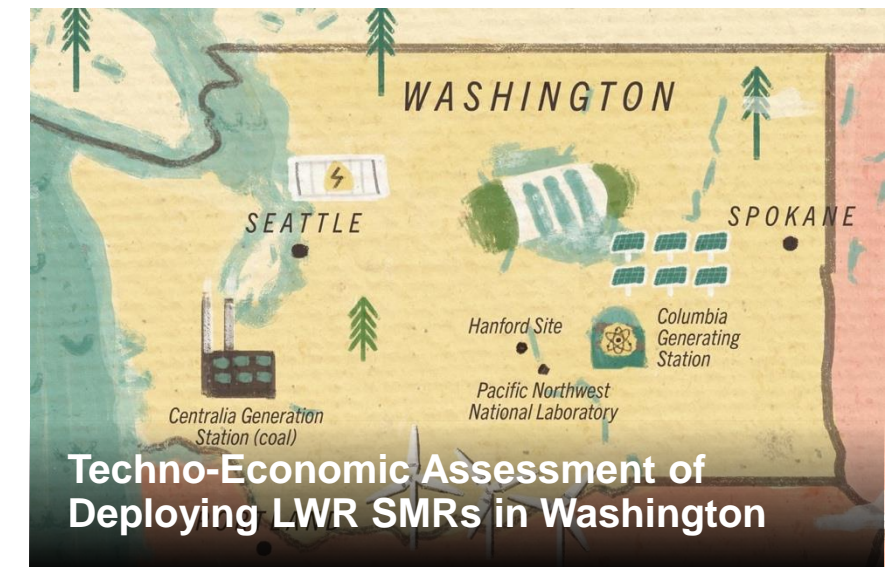 WASHINGTON
SEATTLE
SPOKANE
Hanford Site
Columbia
Generating
Station
Pacific Northwest
National Laboratory
Centralia Generation
Station (coal)
Techno-Economic Assessment of
Deploying LWR SMRs in Washington
PORTLAND